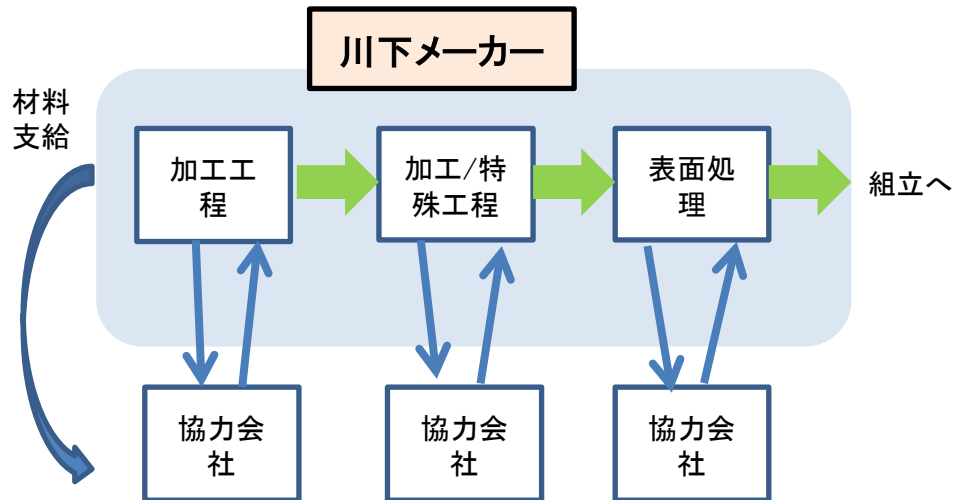 川下メーカー
材料
支給
加工工
程
加工/特
殊工程
表面処
理
組立へ
協力会
社
協力会
社
協力会
社